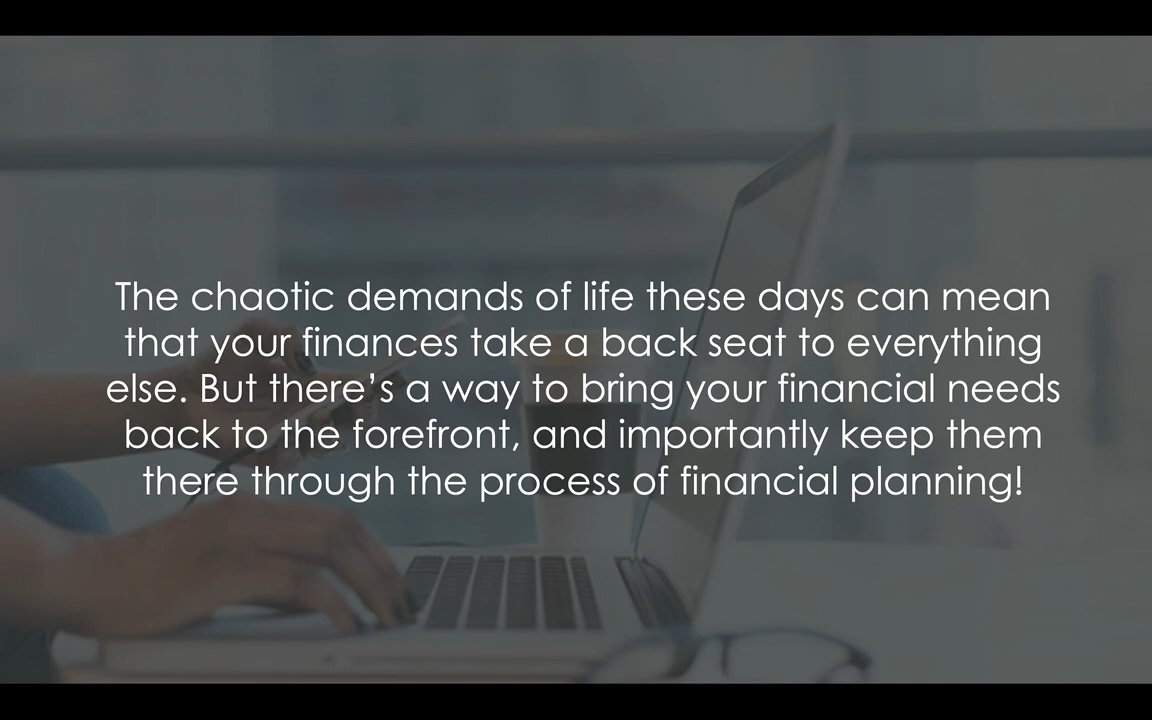 The chaotic demands of life these days can mean
that your finances take a back seat to everything
else. But there’s a way to bring your financial needs
back to the forefront, and importantly keep them
there through the process of financial planning!